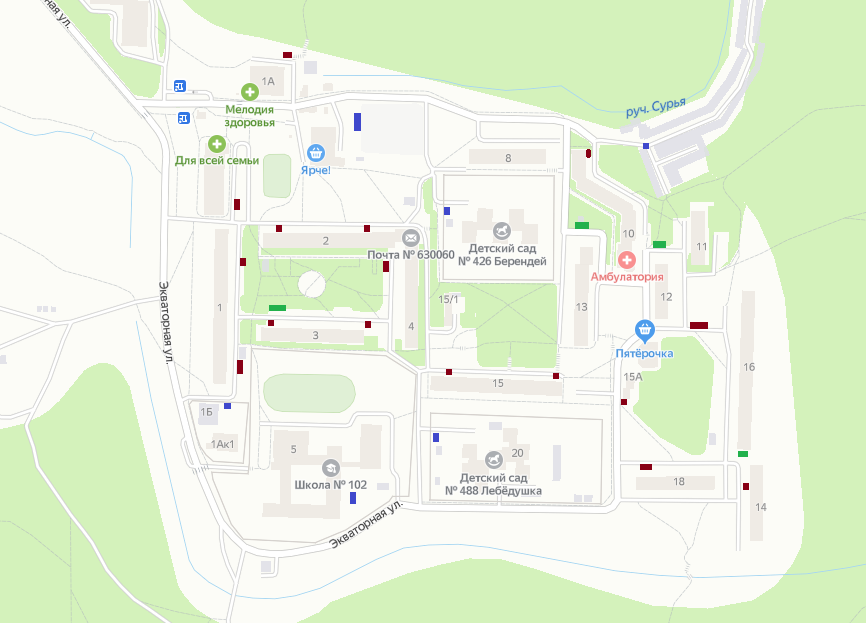 ная ул.
1А
Мелодия
здоровья
руч. Сурья
Для всей семьи
Ярче!
8
10
11
2
Почта № 630060
Детский сад
№ 426 Берендей
Амбулатория
12
15/1
13
1
Экваторная ул.
3
4
Пятёрочка
16
15А
15
1Б
1Ак1
5
20
Школа № 102
Детский сад
№ 488 Лебёдушка
18
14
Экваторная ул.